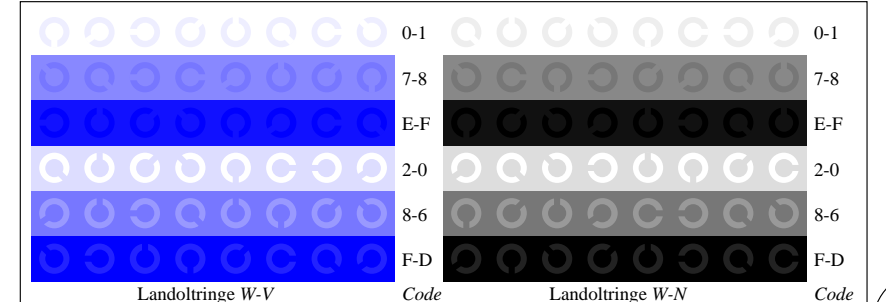 0-1 0-1
7-8 7-8
E-F E-F
2-0 2-0
8-6 8-6
F-D F-D
Landoltringe W-V Code Landoltringe W-N Code